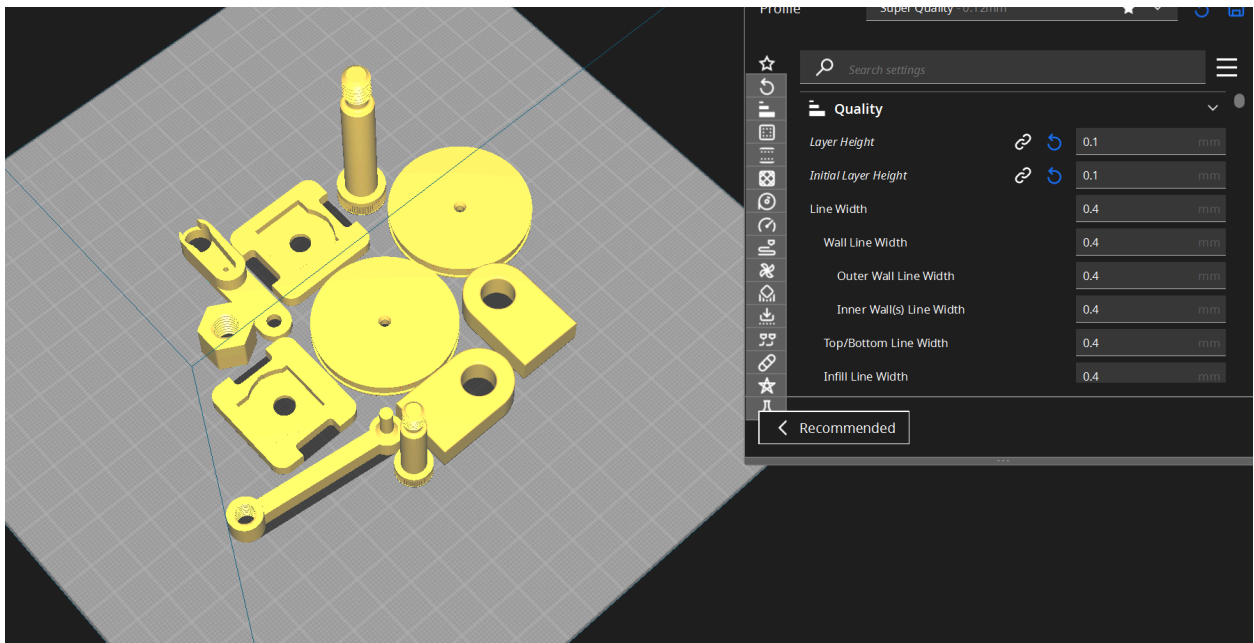 Profile Super Quality - 0.12mm
Search settings
Quality
Layer Height 0.1 mm
Initial Layer Height 0.1 mm
Line Width 0.4 mm
Wall Line Width 0.4 mm
Outer Wall Line Width 0.4 mm
Inner Wall(s) Line Width 0.4 mm
Top/Bottom Line Width 0.4 mm
Infill Line Width 0.4 mm
Recommended